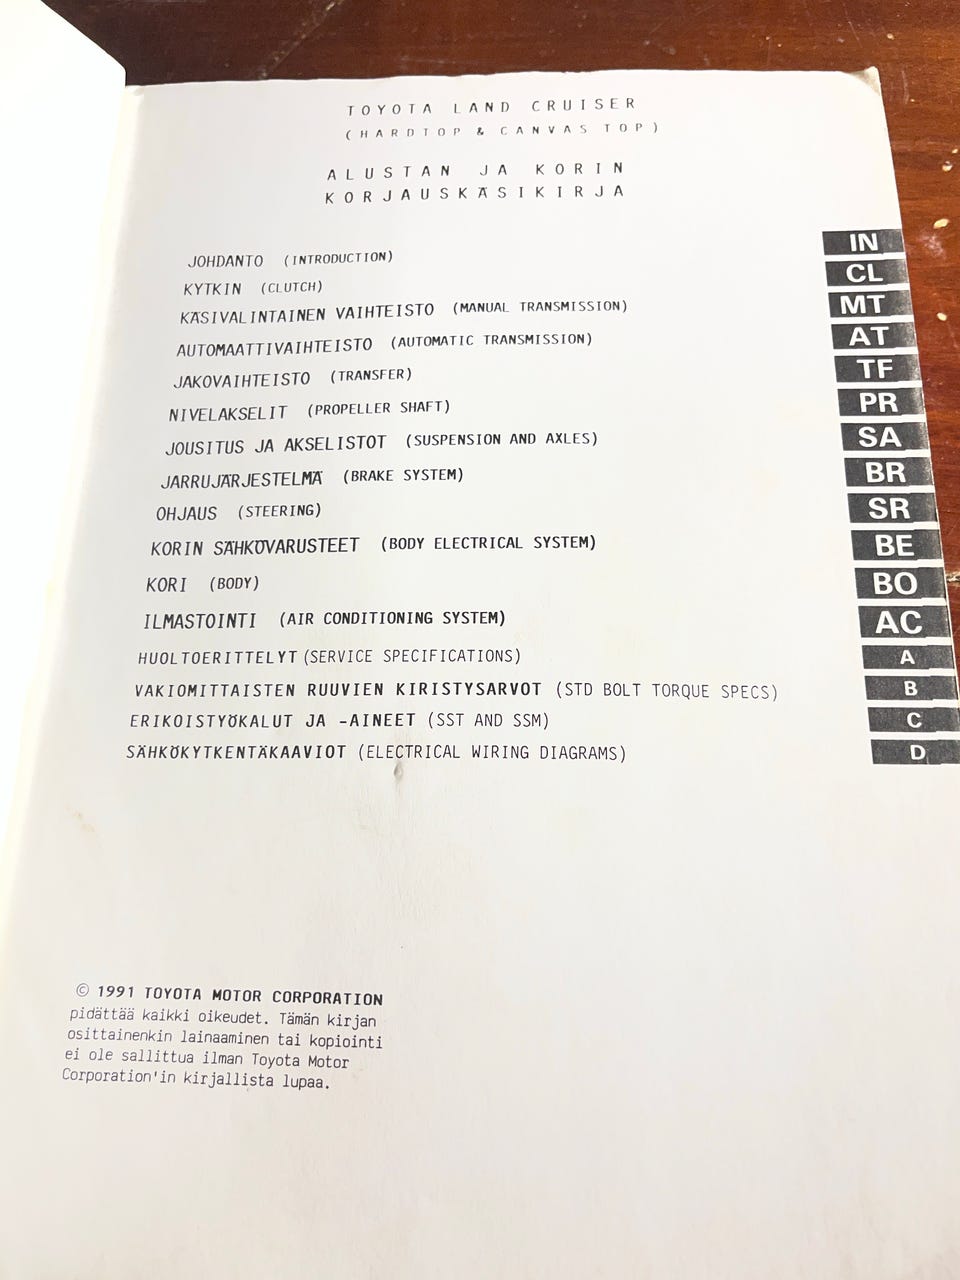 TOYOTA LAND CRUISER
(HARDTOP & CANVAS TOP)
ALUSTAN JA KORIN
KORJAUSKÄSIKIRJA
JOHDANTO (INTRODUCTION) IN
KYTKIN (CLUTCH) CL
KÄSIVALINTAINEN VAIHTEISTO (MANUAL TRANSMISSION) MT
AUTOMAATTIVAIHTEISTO (AUTOMATIC TRANSMISSION) AT
JAKOVAIHTEISTO (TRANSFER) TF
NIVELAKSELIT (PROPELLER SHAFT) PR
JOUSITUS JA AKSELISTOT (SUSPENSION AND AXLES) SA
JARRUJÄRJESTELMÄ (BRAKE SYSTEM) BR
OHJAUS (STEERING) SR
KORIN SÄHKÖVARUSTEET (BODY ELECTRICAL SYSTEM) BE
KORI (BODY) BO
ILMASTOINTI (AIR CONDITIONING SYSTEM) AC
HUOLTOERITTELYT (SERVICE SPECIFICATIONS) A
VAKIOMITTAISTEN RUUVIEN KIRISTYSARVOT (STD BOLT TORQUE SPECS) B
ERIKOISTYÖKALUT JA -AINEET (SST AND SSM) C
SÄHKÖKYTKENTÄKAAVIOT (ELECTRICAL WIRING DIAGRAMS) D
© 1991 TOYOTA MOTOR CORPORATION
pidättää kaikki oikeudet. Tämän kirjan
osittainenkin lainaaminen tai kopiointi
ei ole sallittua ilman Toyota Motor
Corporation'in kirjallista lupaa.